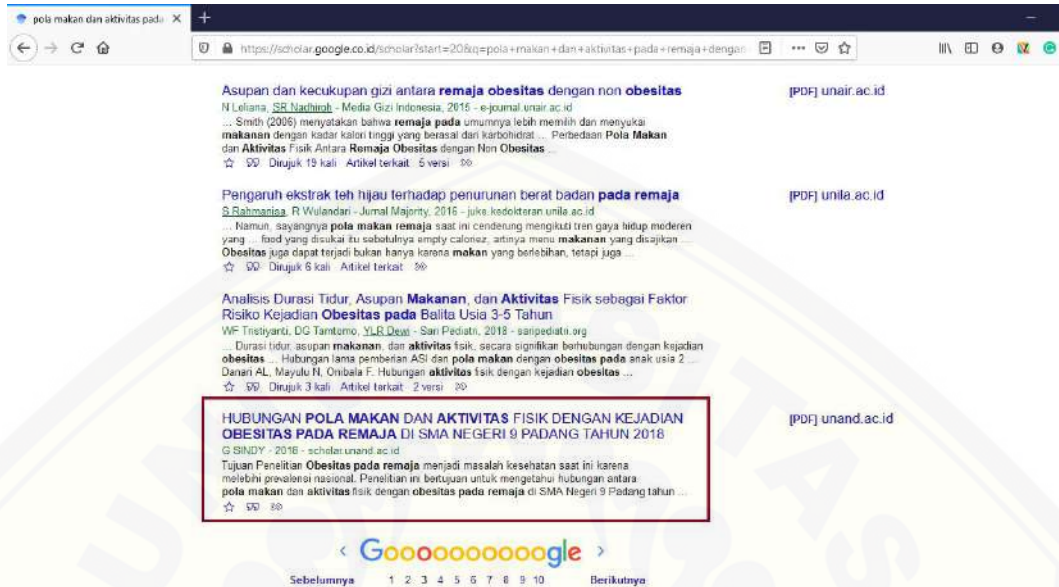 pola makan dan aktivitas pada
https://scholar.google.co.id/scholar?start=20&q=pola+makan+dan+aktivitas+pada+remaja+dengan
Asupan dan kecukupan gizi antara remaja obesitas dengan non obesitas
[PDF] unair.ac.id
N Loliana, SR Nadhiroh - Media Gizi Indonesia, 2015 - e-journal.unair.ac.id
... Smith (2006) menyatakan bahwa remaja pada umumnya lebih memilih dan menyukai
makanan dengan kadar kalori tinggi yang berasal dari karbohidrat ... Perbedaan Pola Makan
dan Aktivitas Fisik Antara Remaja Obesitas dengan Non Obesitas ...
Dirujuk 19 kali Artikel terkait 5 versi
Pengaruh ekstrak teh hijau terhadap penurunan berat badan pada remaja
[PDF] unila.ac.id
S Rahmanisa, R Wulandari - Jurnal Majority, 2016 - juke.kedokteran.unila.ac.id
... Namun, sayangnya pola makan remaja saat ini cenderung mengikuti tren gaya hidup moderen
yang ... food yang disukai itu sebetulnya empty caloriez, artinya menu makanan yang disajikan ...
Obesitas juga dapat terjadi bukan hanya karena makan yang berlebihan, tetapi juga ...
Dirujuk 6 kali Artikel terkait
Analisis Durasi Tidur, Asupan Makanan, dan Aktivitas Fisik sebagai Faktor
Risiko Kejadian Obesitas pada Balita Usia 3-5 Tahun
WF Tristiyanti, DG Tamtomo, YLR Dewi - Sari Pediatri, 2018 - saripediatri.org
... Durasi tidur, asupan makanan, dan aktivitas fisik, secara signifikan berhubungan dengan kejadian
obesitas ... Hubungan lama pemberian ASI dan pola makan dengan obesitas pada anak usia 2 ...
Danari AL, Mayulu N, Onibala F. Hubungan aktivitas fisik dengan kejadian obesitas ...
Dirujuk 3 kali Artikel terkait 2 versi
HUBUNGAN POLA MAKAN DAN AKTIVITAS FISIK DENGAN KEJADIAN
OBESITAS PADA REMAJA DI SMA NEGERI 9 PADANG TAHUN 2018
[PDF] unand.ac.id
G SINDY - 2018 - scholar.unand.ac.id
Tujuan Penelitian Obesitas pada remaja menjadi masalah kesehatan saat ini karena
melebihi prevalensi nasional. Penelitian ini bertujuan untuk mengetahui hubungan antara
pola makan dan aktivitas fisik dengan obesitas pada remaja di SMA Negeri 9 Padang tahun ...
Goooooooooogle
Sebelumnya 1 2 3 4 5 6 7 8 9 10 Berikutnya